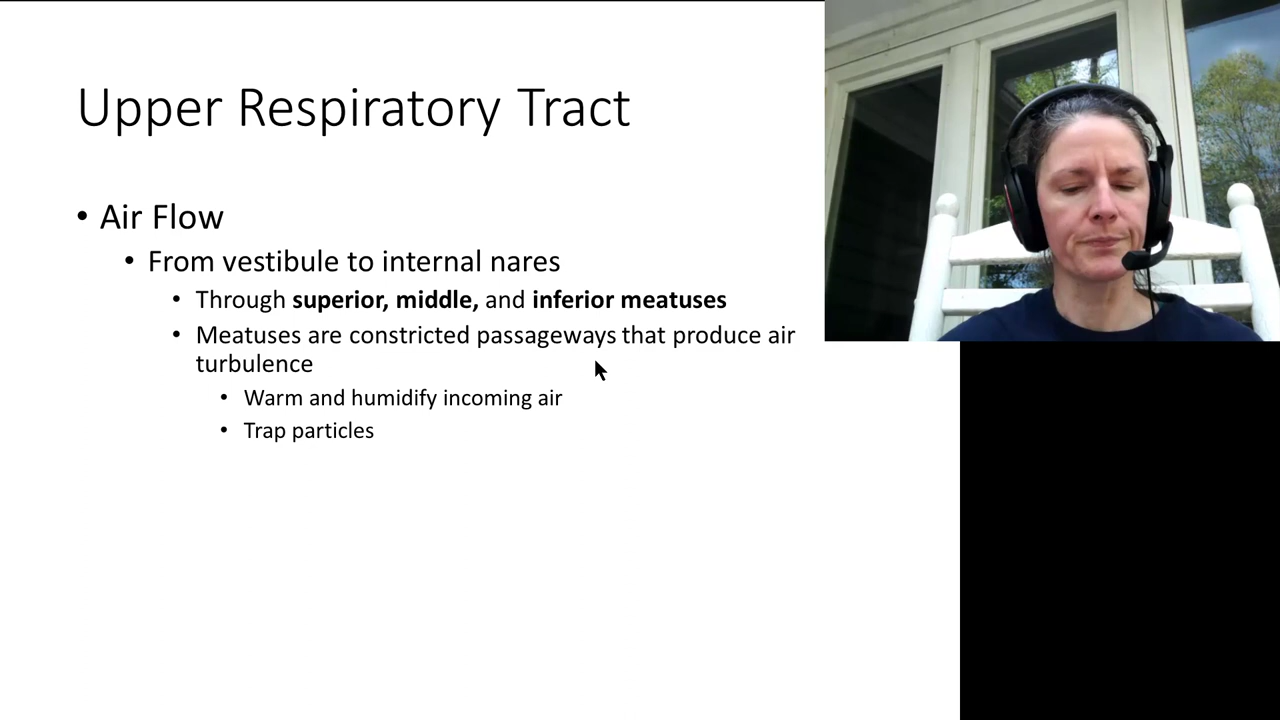 Upper Respiratory Tract
• Air Flow
• From vestibule to internal nares
• Through superior, middle, and inferior meatuses
• Meatuses are constricted passageways that produce air
turbulence
• Warm and humidify incoming air
• Trap particles